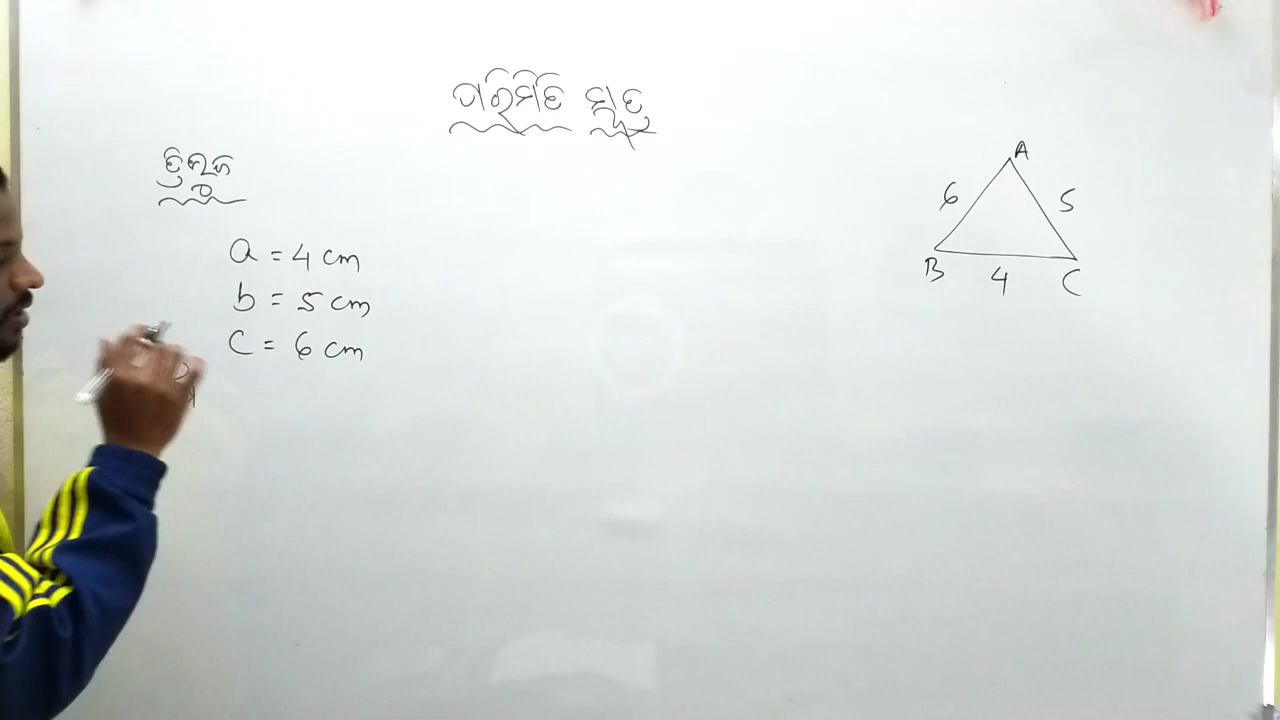 ପରିମିତି ସୂତ୍ର
ତ୍ରିଭୁଜ
a = 4 cm
b = 5 cm
c = 6 cm
A
6 5
B 4 C